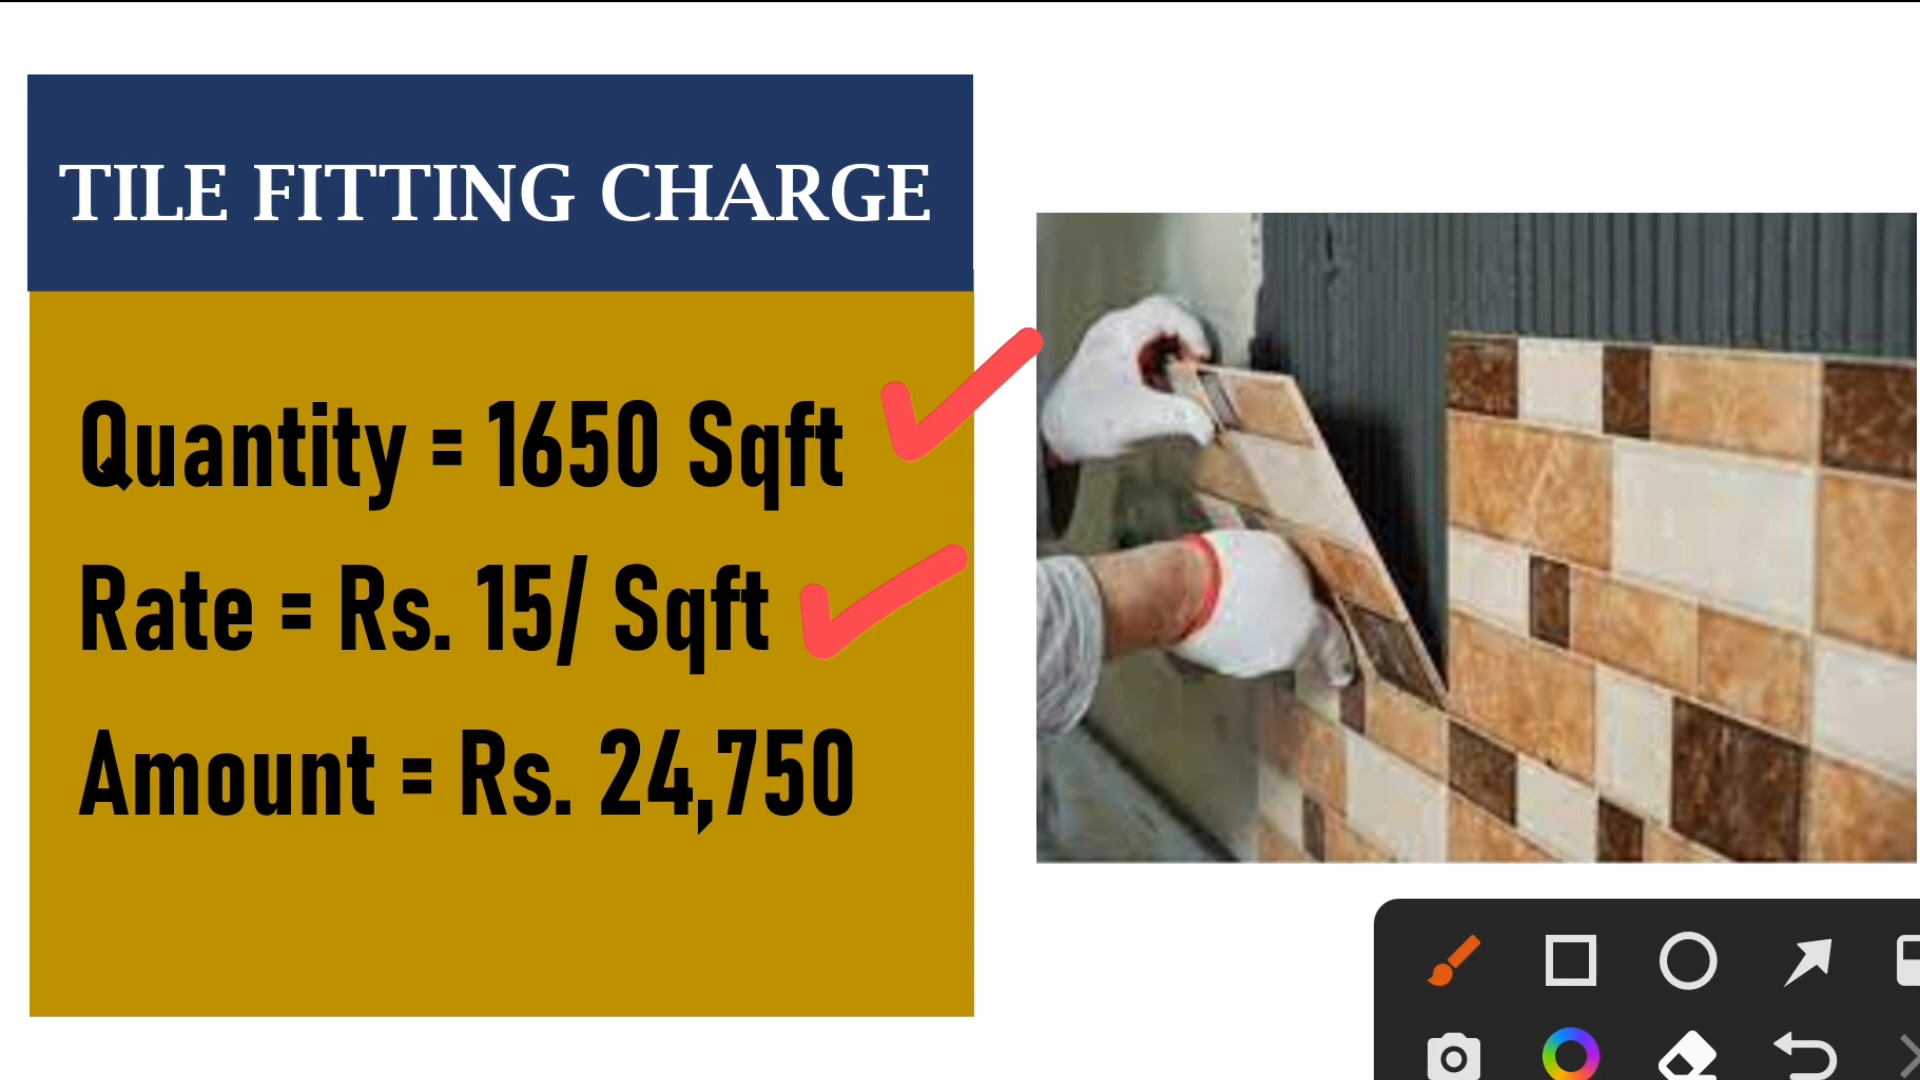 TILE FITTING CHARGE
Quantity = 1650 Sqft
Rate = Rs. 15/ Sqft
Amount = Rs. 24,750